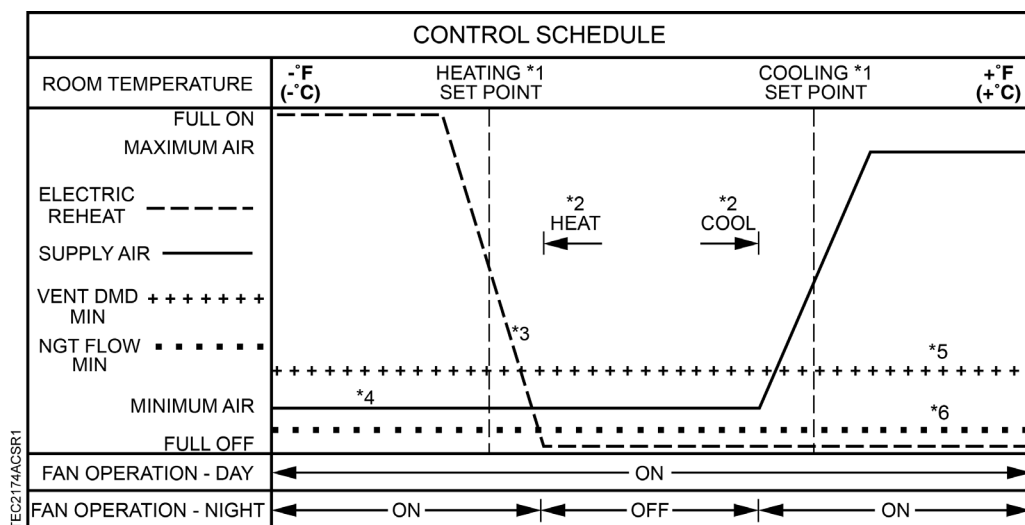 CONTROL SCHEDULE
ROOM TEMPERATURE
-°F
(-°C)
HEATING *1
SET POINT
COOLING *1
SET POINT
+°F
(+°C)
FULL ON
MAXIMUM AIR
ELECTRIC
REHEAT
*2
HEAT
*2
COOL
SUPPLY AIR
VENT DMD
MIN
*3
NGT FLOW
MIN
*5
*4
MINIMUM AIR
*6
FULL OFF
FAN OPERATION - DAY
ON
FAN OPERATION - NIGHT
ON
OFF
ON
TEC2174ACSR1